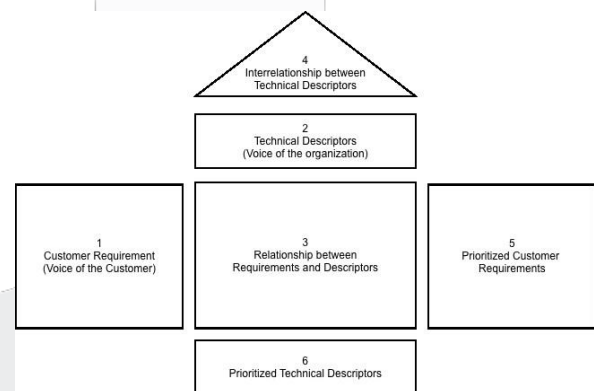 4
Interrelationship between
Technical Descriptors
2
Technical Descriptors
(Voice of the organization)
1
Customer Requirement
(Voice of the Customer)
3
Relationship between
Requirements and Descriptors
5
Prioritized Customer
Requirements
6
Prioritized Technical Descriptors